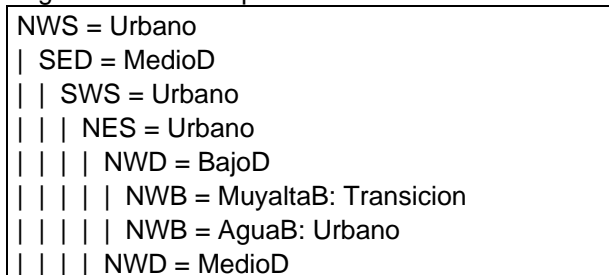 NWS = Urbano
| SED = MedioD
| | SWS = Urbano
| | | NES = Urbano
| | | | NWD = BajoD
| | | | | NWB = MuyaltaB: Transicion
| | | | | NWB = AguaB: Urbano
| | | | NWD = MedioD